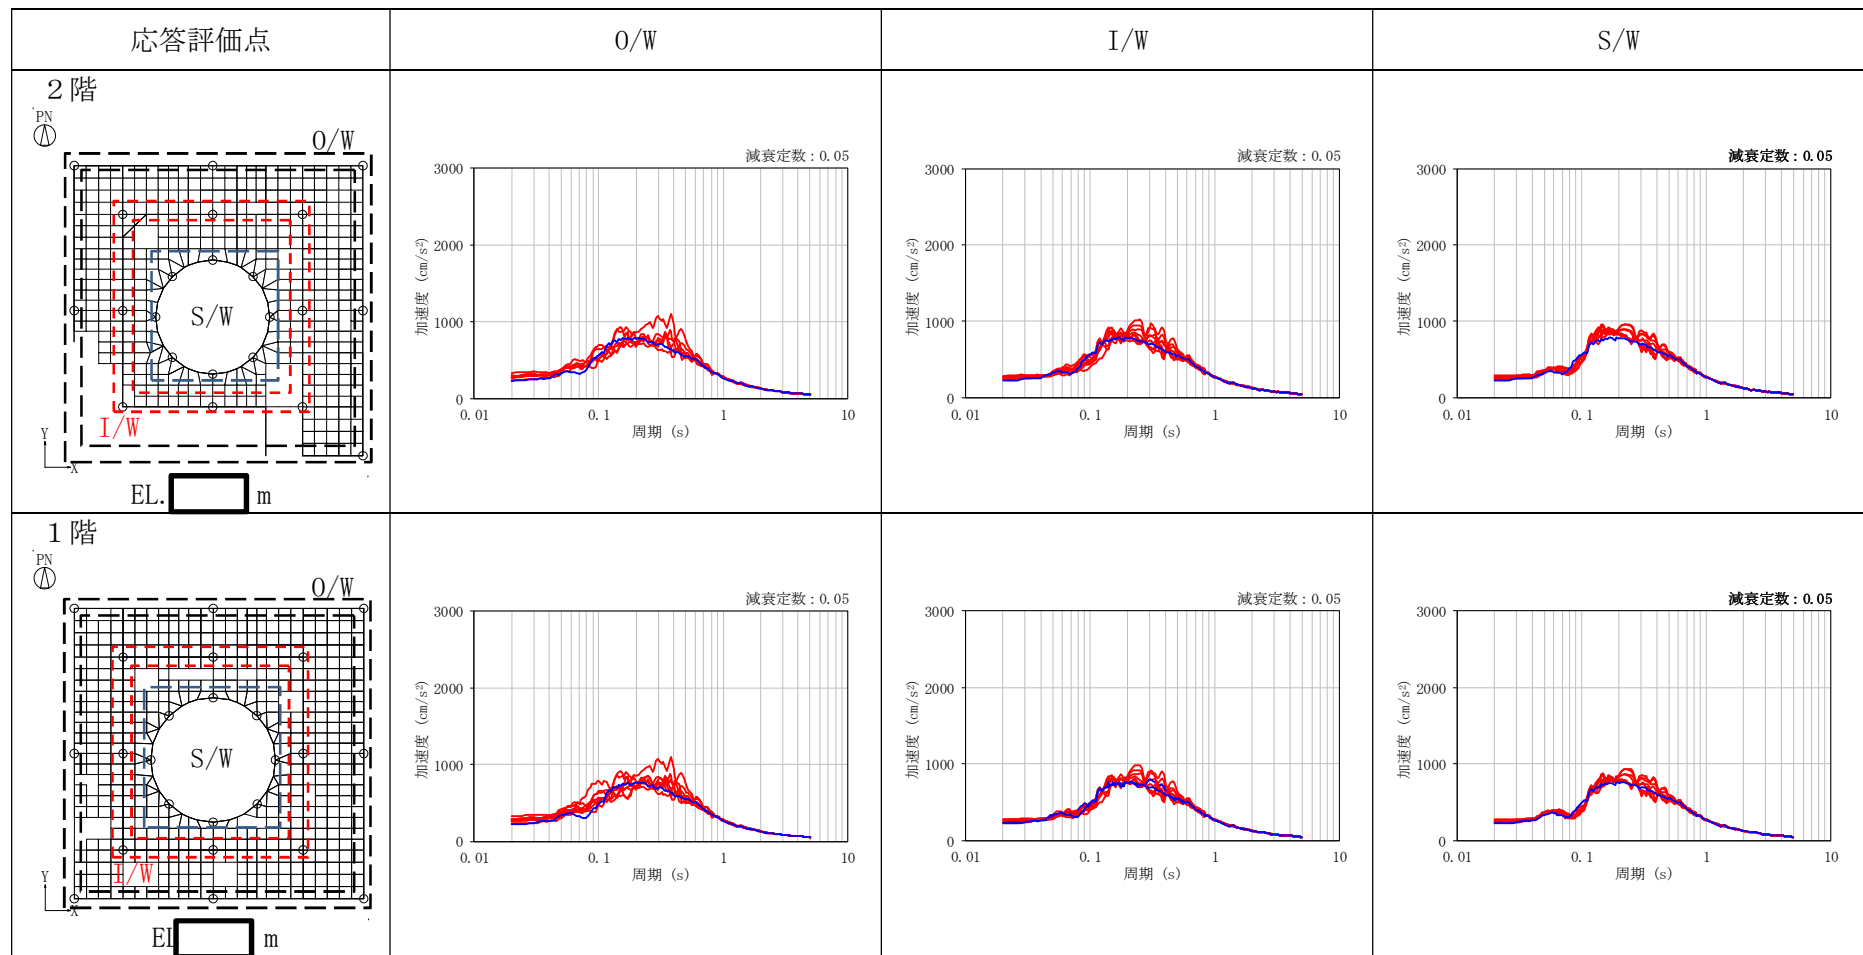 応答評価点 O/W I/W S/W
2階
PN
O/W
S/W
I/W
Y
X
EL. m
減衰定数:0.05
3000
2000
1000
0
加速度 (cm/s²)
0.01 0.1 1 10
周期 (s)
減衰定数:0.05
3000
2000
1000
0
加速度 (cm/s²)
0.01 0.1 1 10
周期 (s)
減衰定数:0.05
3000
2000
1000
0
加速度 (cm/s²)
0.01 0.1 1 10
周期 (s)
1階
PN
O/W
S/W
I/W
Y
X
EL m
減衰定数:0.05
3000
2000
1000
0
加速度 (cm/s²)
0.01 0.1 1 10
周期 (s)
減衰定数:0.05
3000
2000
1000
0
加速度 (cm/s²)
0.01 0.1 1 10
周期 (s)
減衰定数:0.05
3000
2000
1000
0
加速度 (cm/s²)
0.01 0.1 1 10
周期 (s)